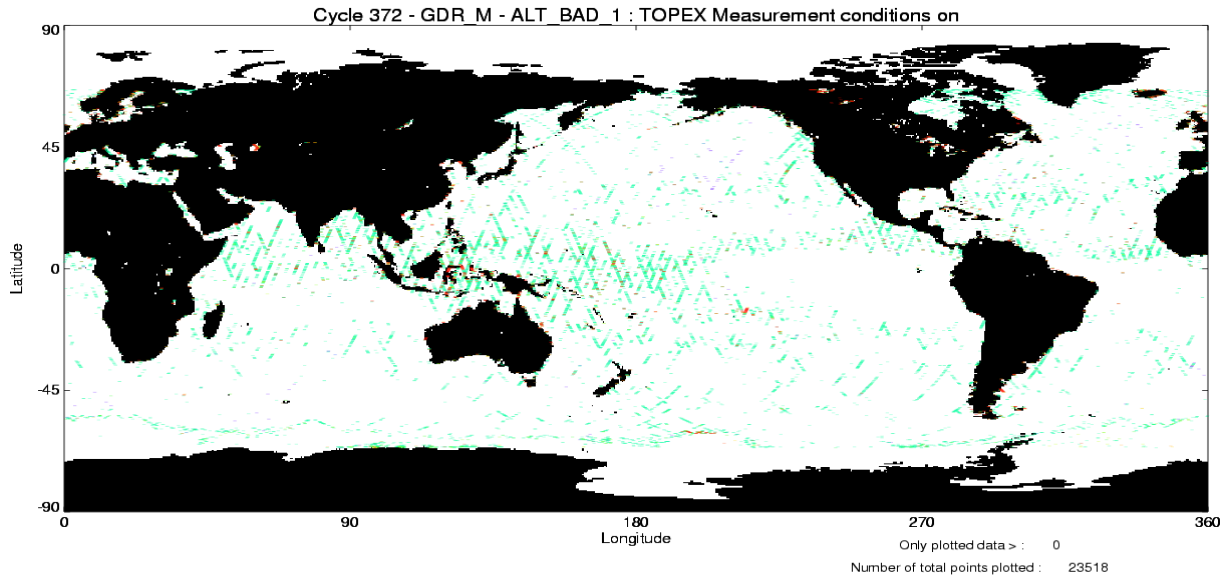 Cycle 372 - GDR_M - ALT_BAD_1 : TOPEX Measurement conditions on
90
45
0
-45
-90
Latitude
0 90 180 270 360
Longitude
Only plotted data > : 0
Number of total points plotted : 23518